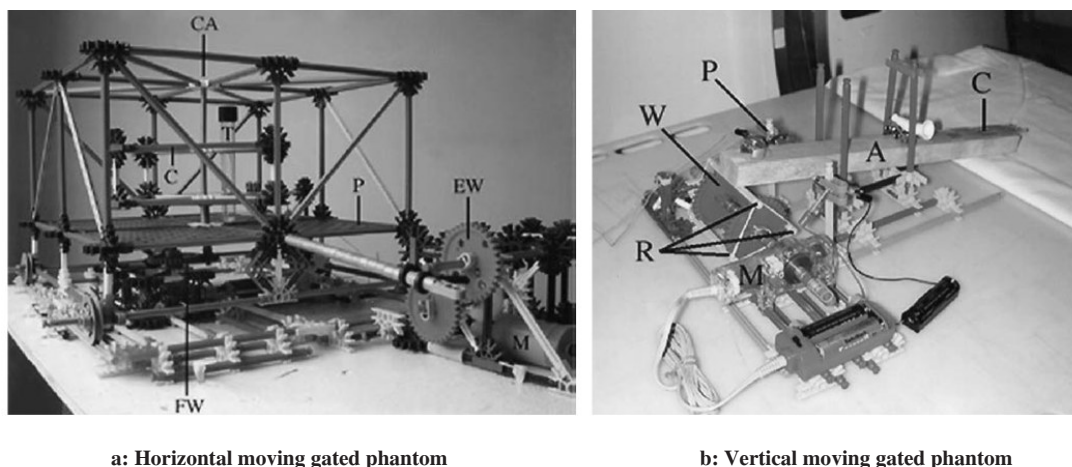 CA
C
P
EW
M
FW
P
C
W
A
R
M
a: Horizontal moving gated phantom
b: Vertical moving gated phantom